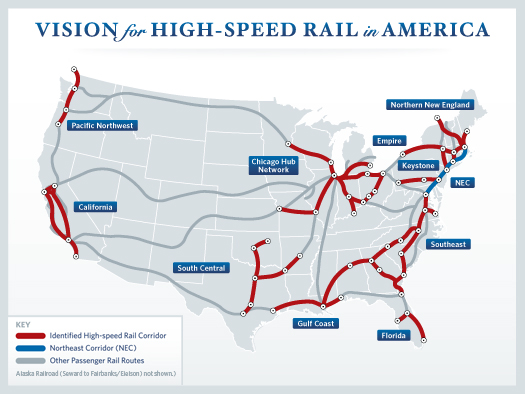 VISION for HIGH-SPEED RAIL in AMERICA
Northern New England
Pacific Northwest
Empire
Chicago Hub
Network
Keystone
NEC
California
Southeast
South Central
Gulf Coast
Florida
KEY
Identified High-speed Rail Corridor
Northeast Corridor (NEC)
Other Passenger Rail Routes
Alaska Railroad (Seward to Fairbanks/Eielson) not shown.)